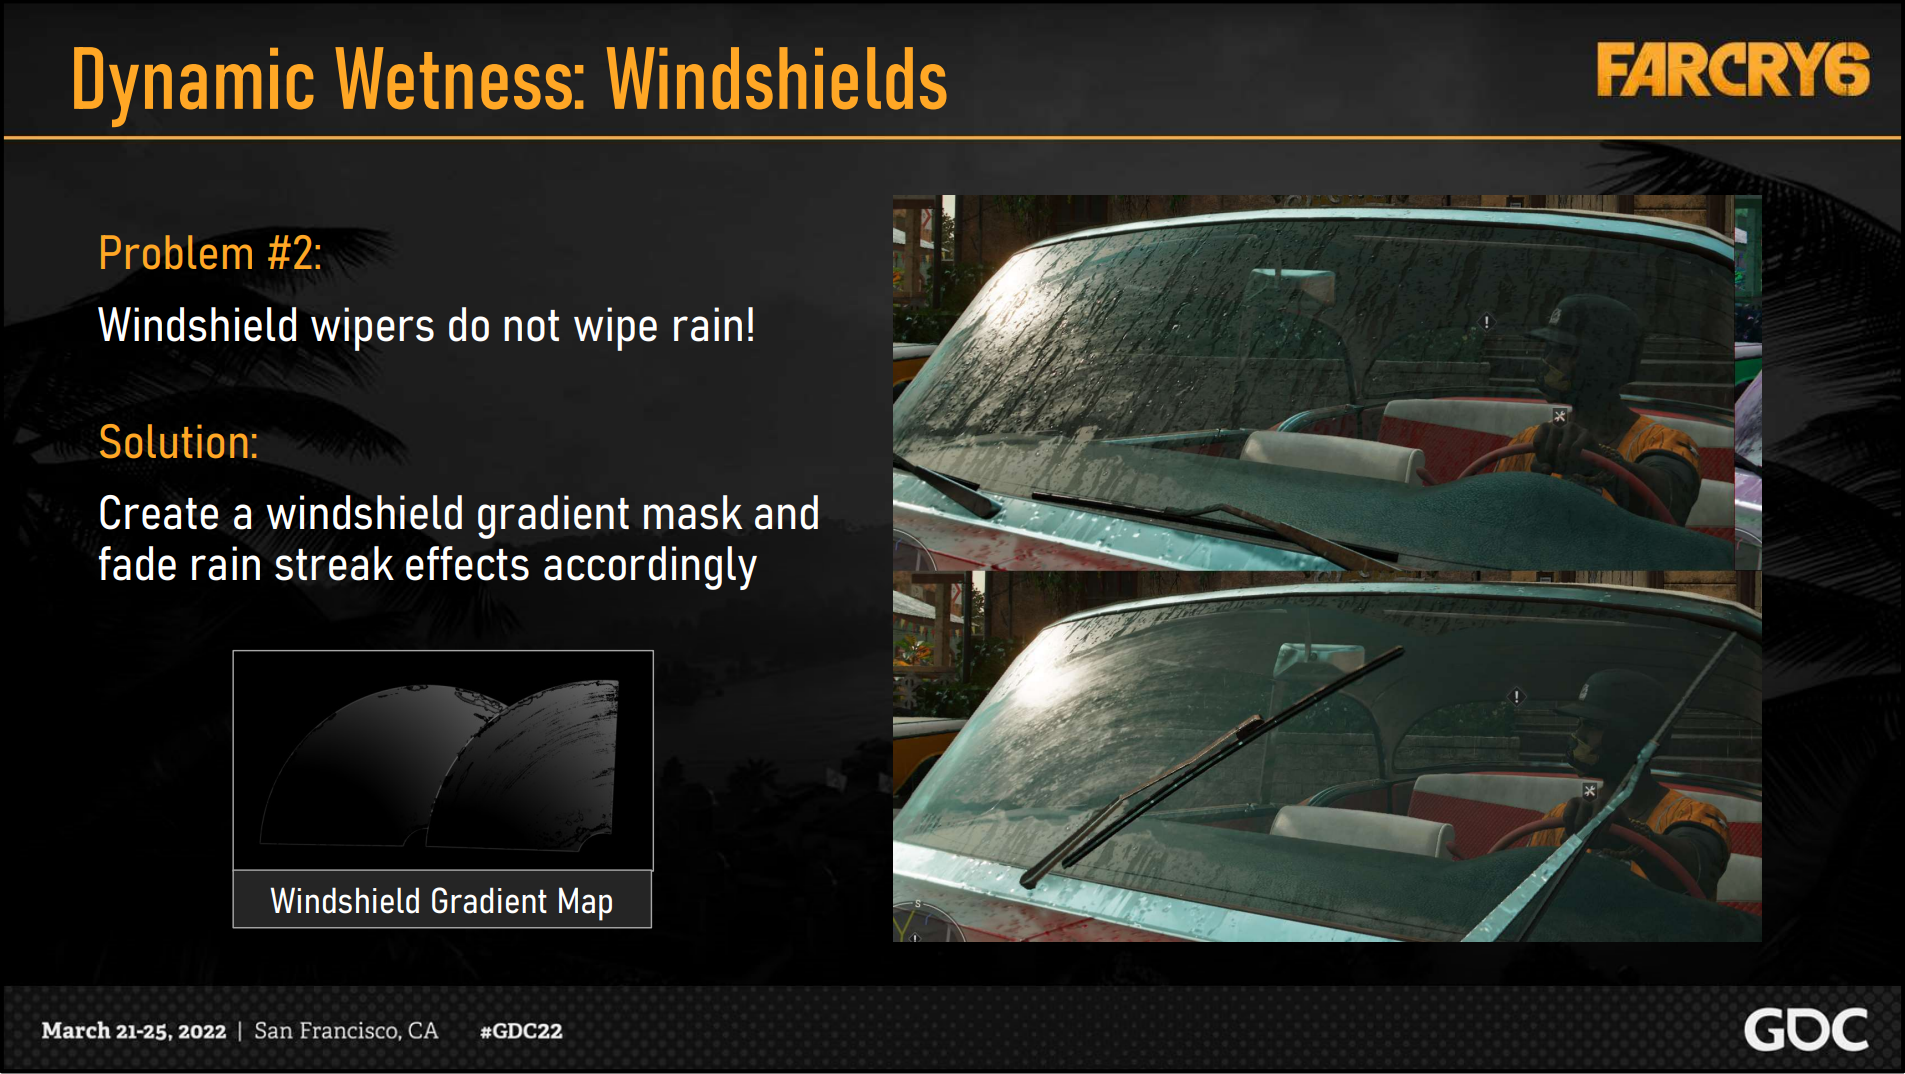 Dynamic Wetness: Windshields
FARCRY6
Problem #2:
Windshield wipers do not wipe rain!
Solution:
Create a windshield gradient mask and
fade rain streak effects accordingly
Windshield Gradient Map
!
!
S
March 21-25, 2022 | San Francisco, CA #GDC22
GDC